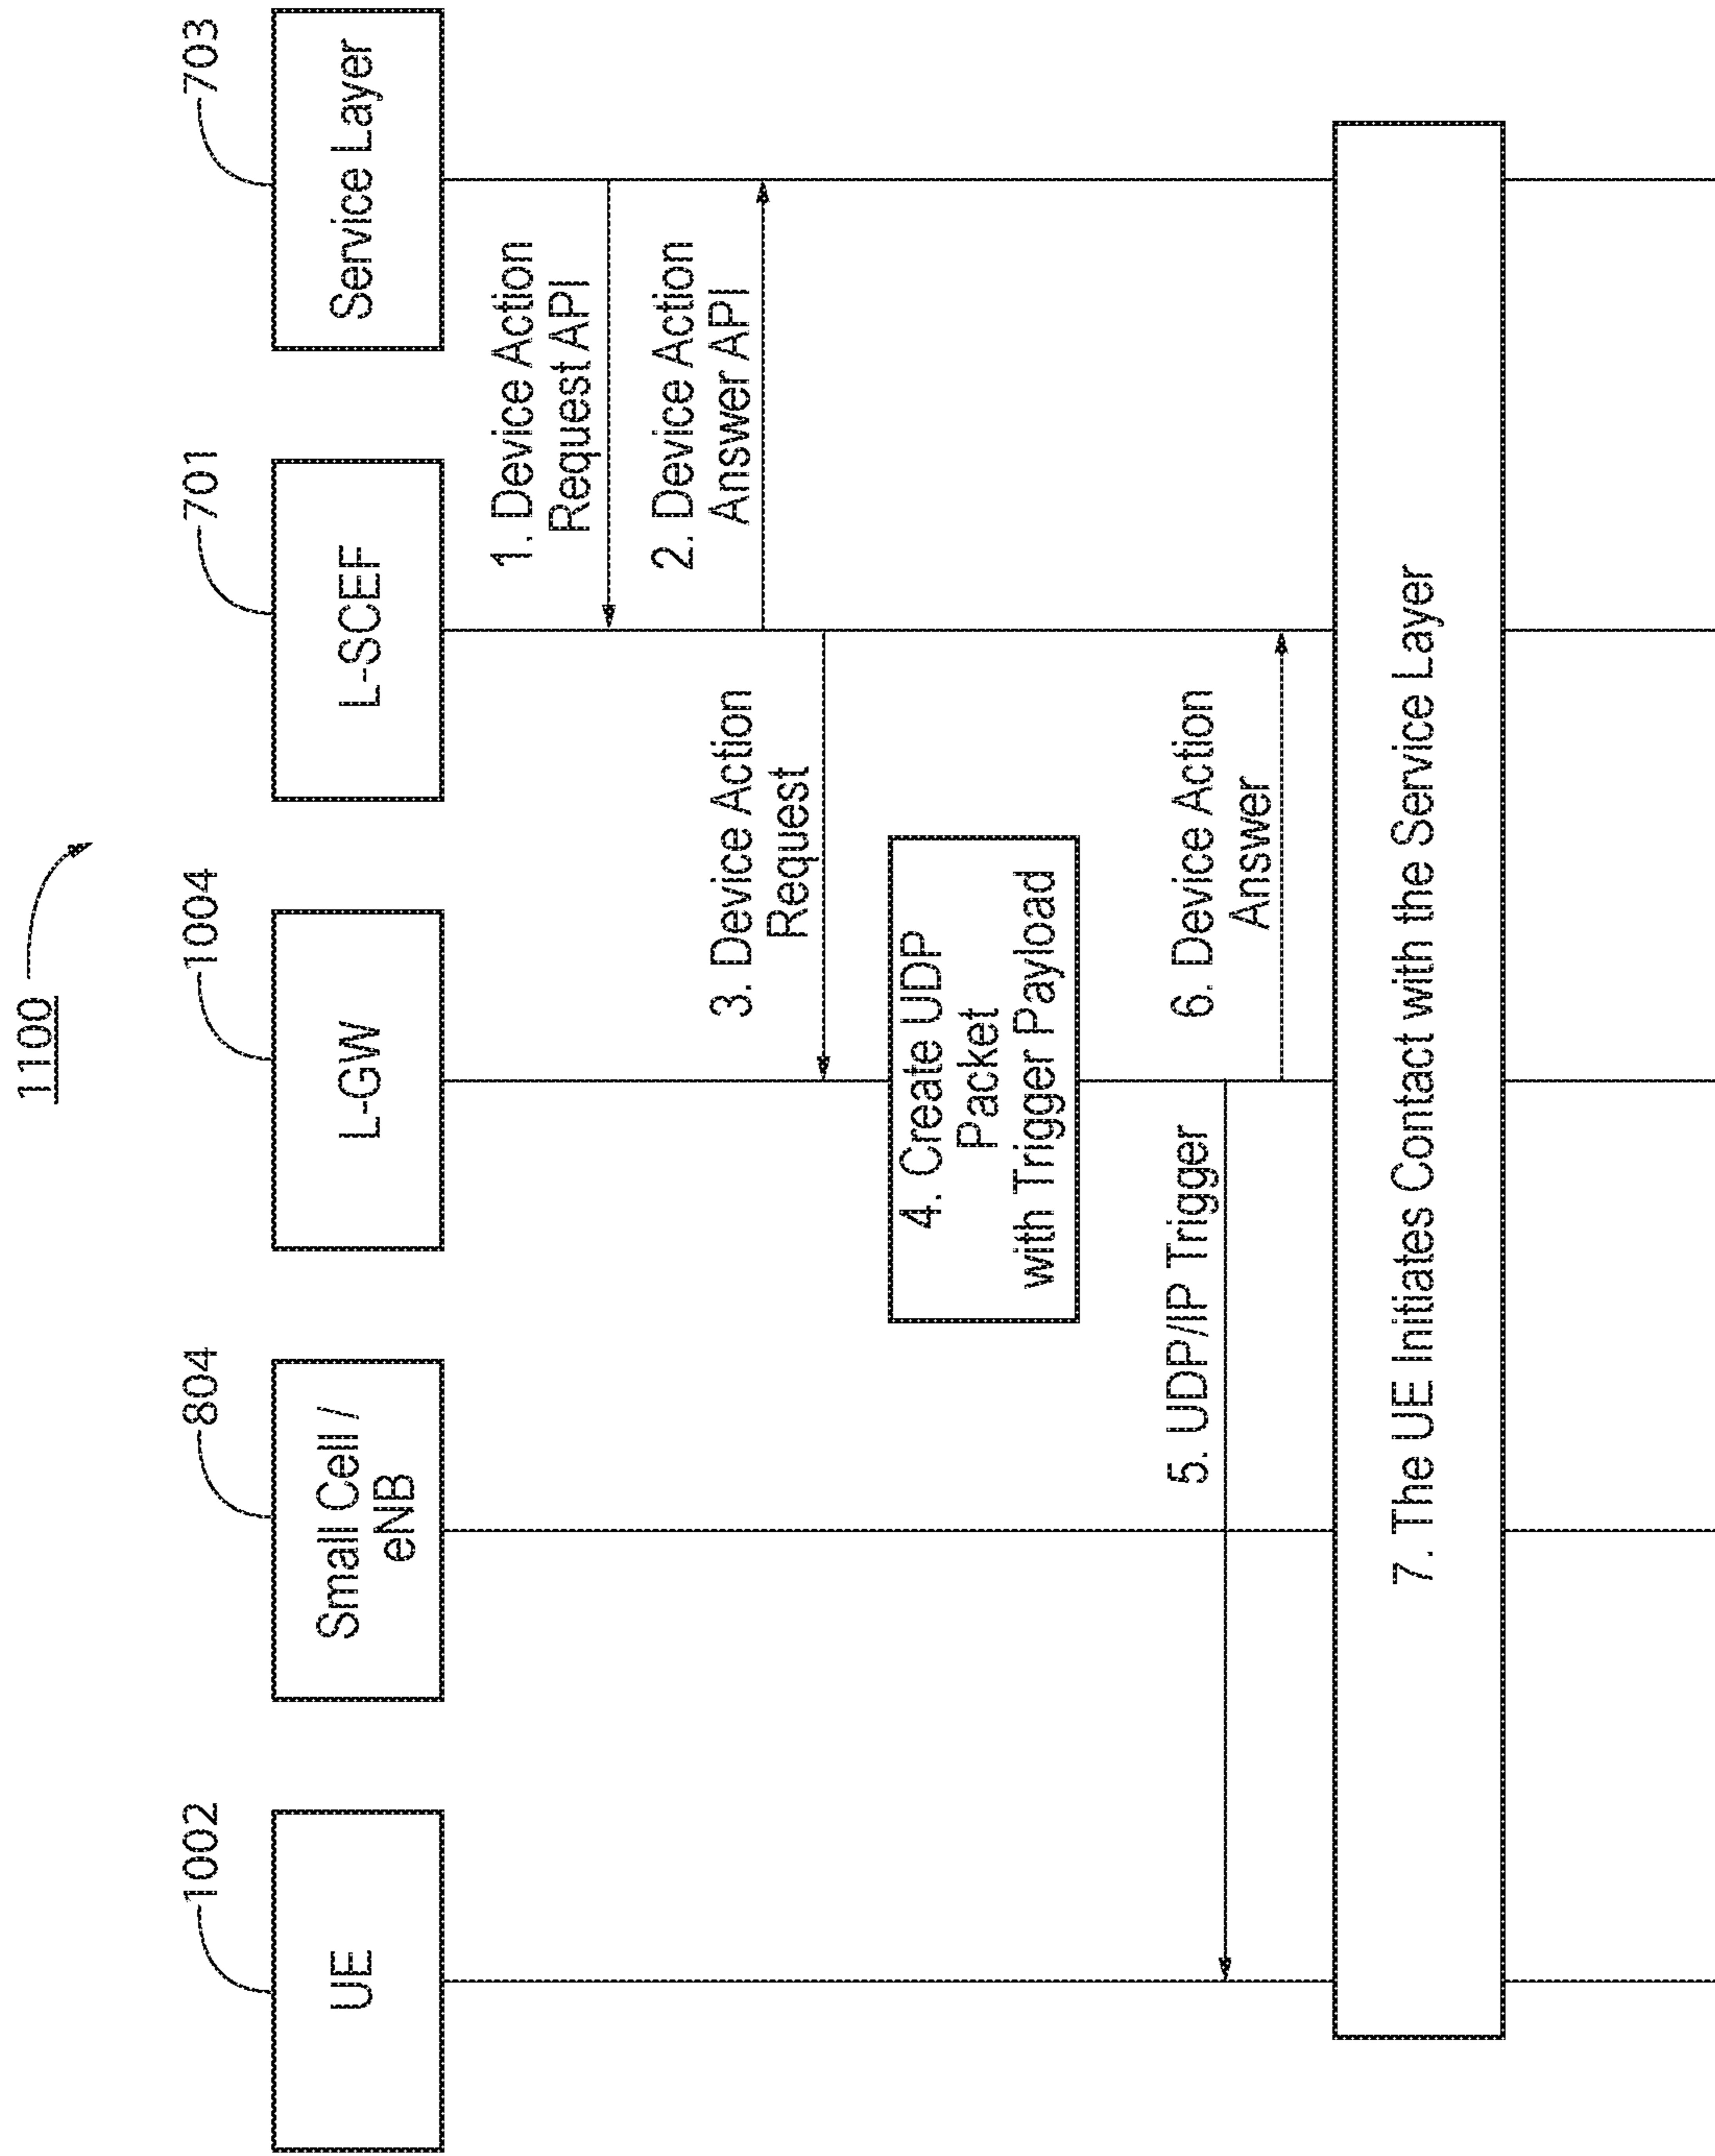 1100
1002
804
1004
701
703
UE
Small Cell /
eNB
L-GW
L-SCEF
Service Layer
1. Device Action
Request API
2. Device Action
Answer API
3. Device Action
Request
4. Create UDP
Packet
with Trigger Payload
5. UDP/IP Trigger
6. Device Action
Answer
7. The UE Initiates Contact with the Service Layer